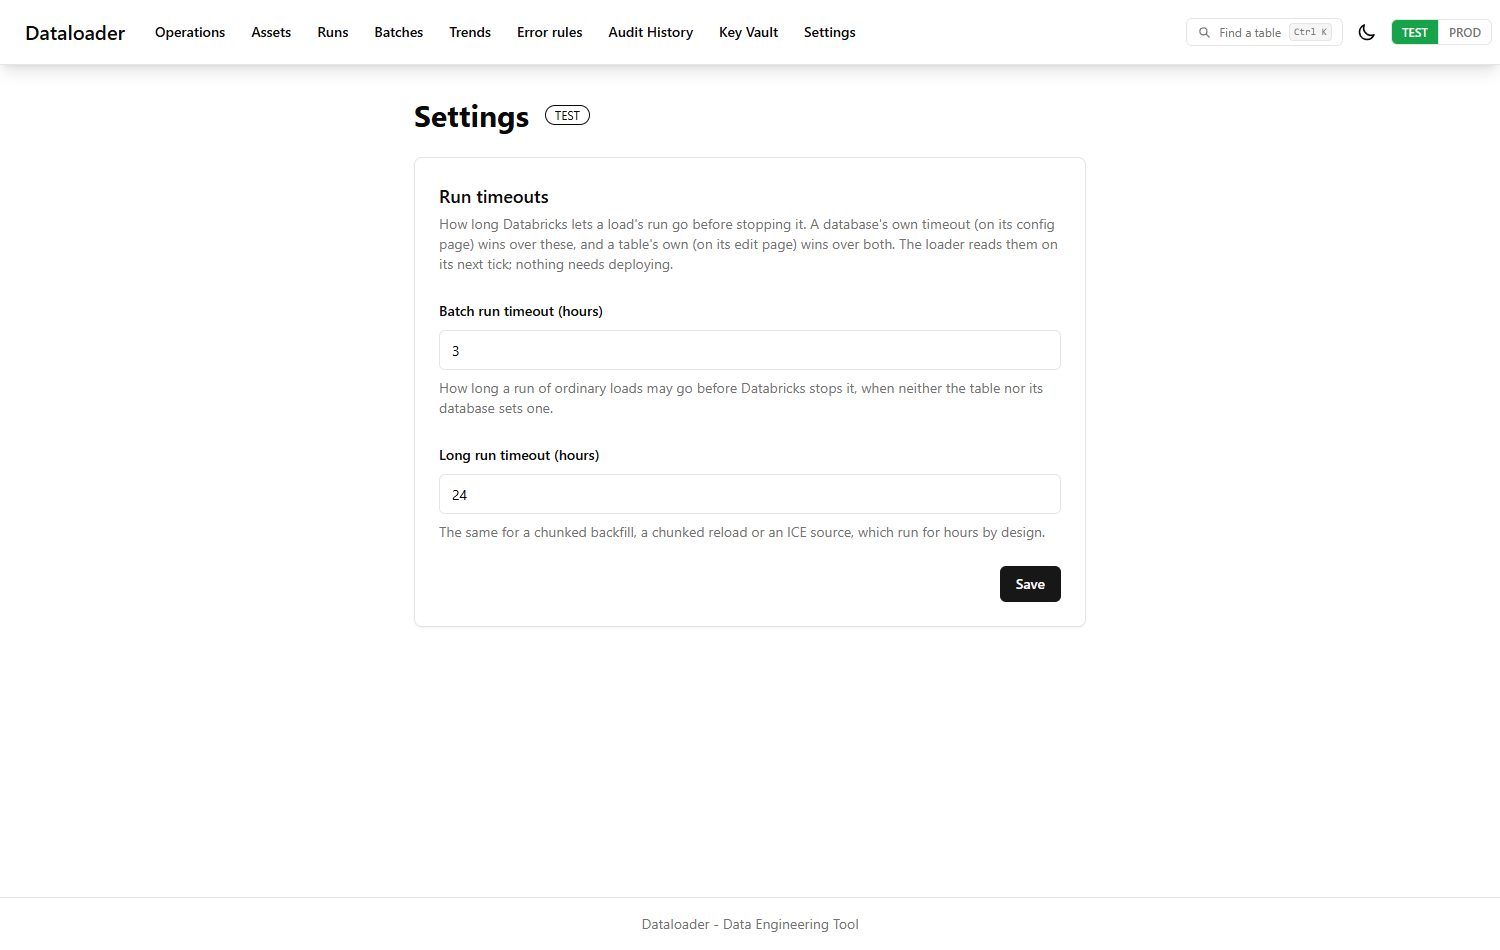 Dataloader Operations Assets Runs Batches Trends Error rules Audit History Key Vault Settings Find a table Ctrl K TEST PROD
Settings TEST
Run timeouts
How long Databricks lets a load's run go before stopping it. A database's own timeout (on its config
page) wins over these, and a table's own (on its edit page) wins over both. The loader reads them on
its next tick; nothing needs deploying.
Batch run timeout (hours)
3
How long a run of ordinary loads may go before Databricks stops it, when neither the table nor its
database sets one.
Long run timeout (hours)
24
The same for a chunked backfill, a chunked reload or an ICE source, which run for hours by design.
Save
Dataloader - Data Engineering Tool